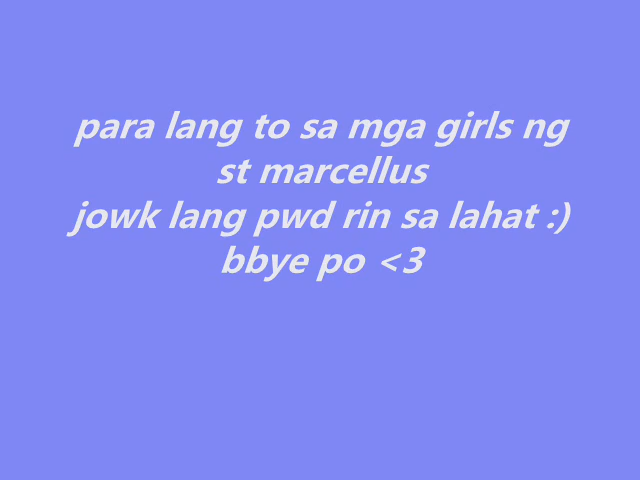 para lang to sa mga girls ng
st marcellus
jowk lang pwd rin sa lahat :)
bbye po <3